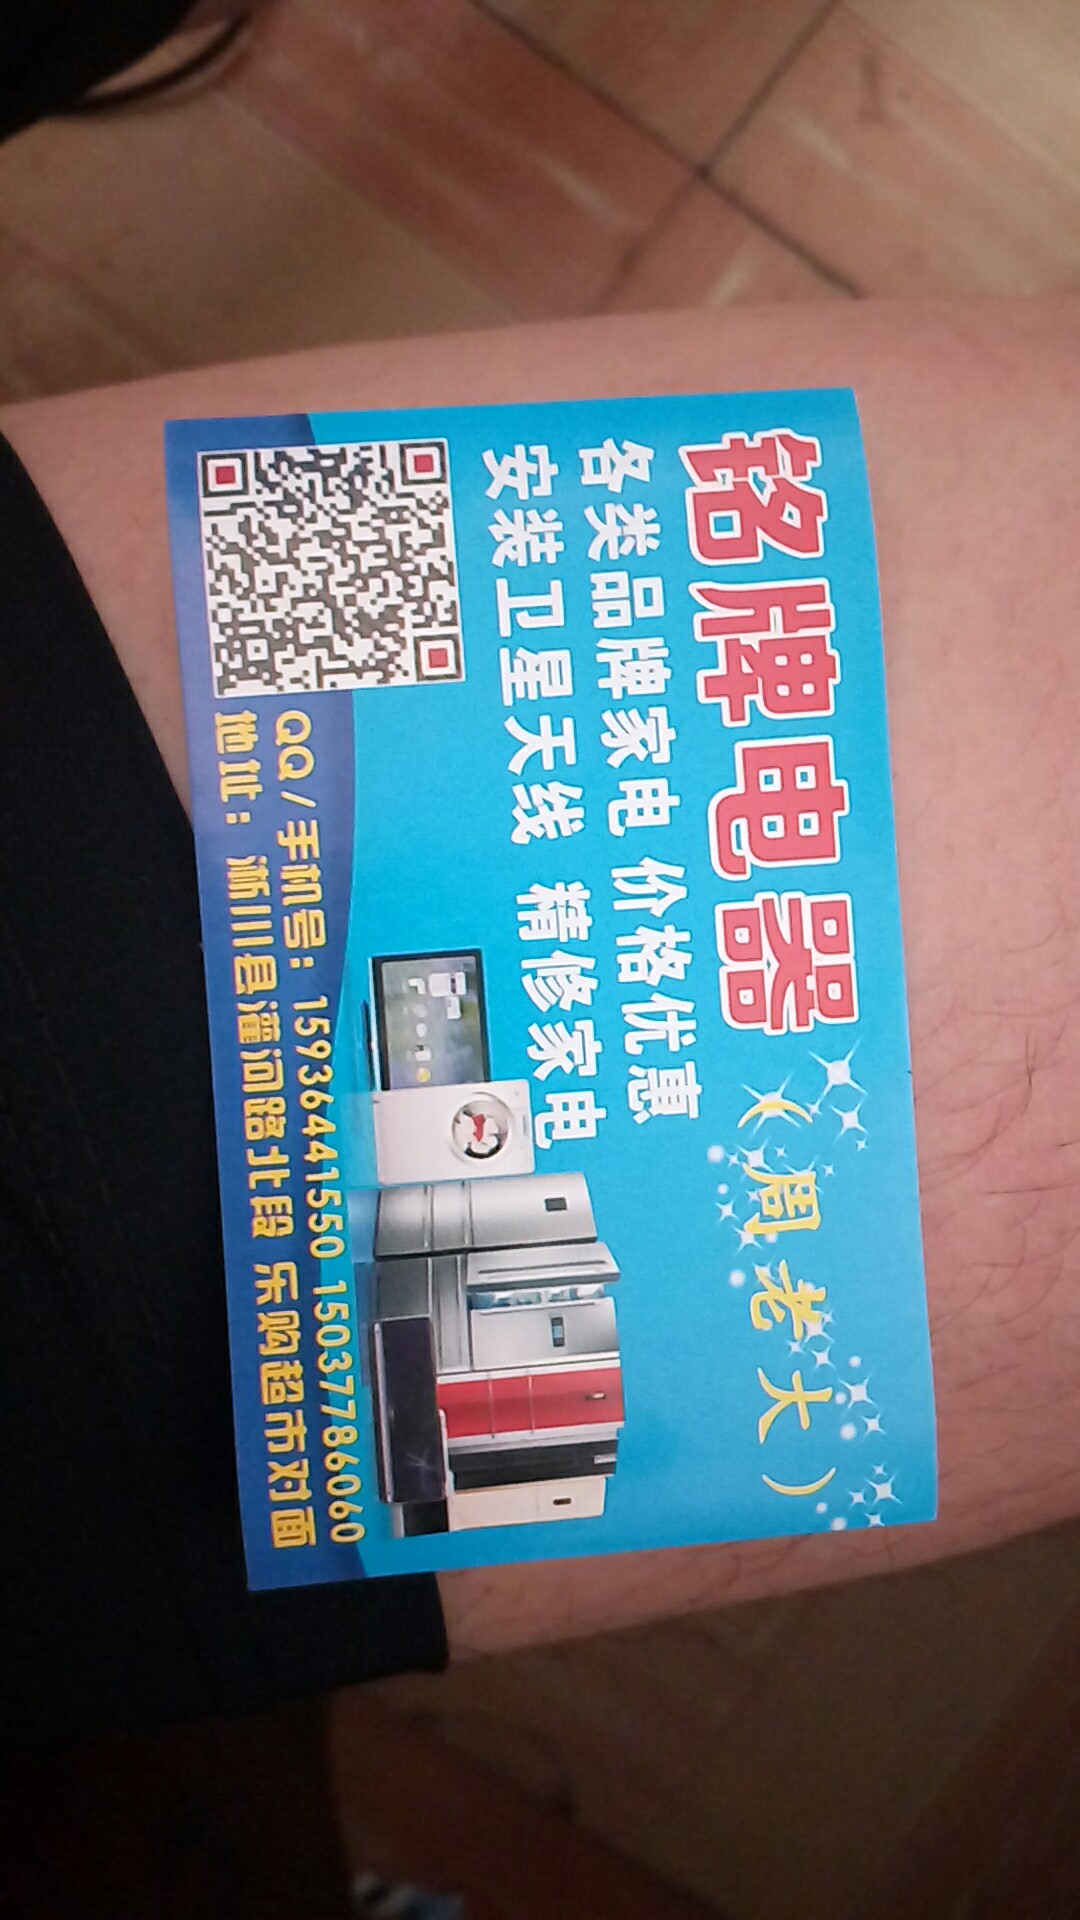 铭牌电器（周老大）
各类品牌家电 价格优惠
安装卫星天线 精修家电
QQ/手机号: 15936441550 15037786060
地址: 淅川县灌河路北段 乐购超市对面